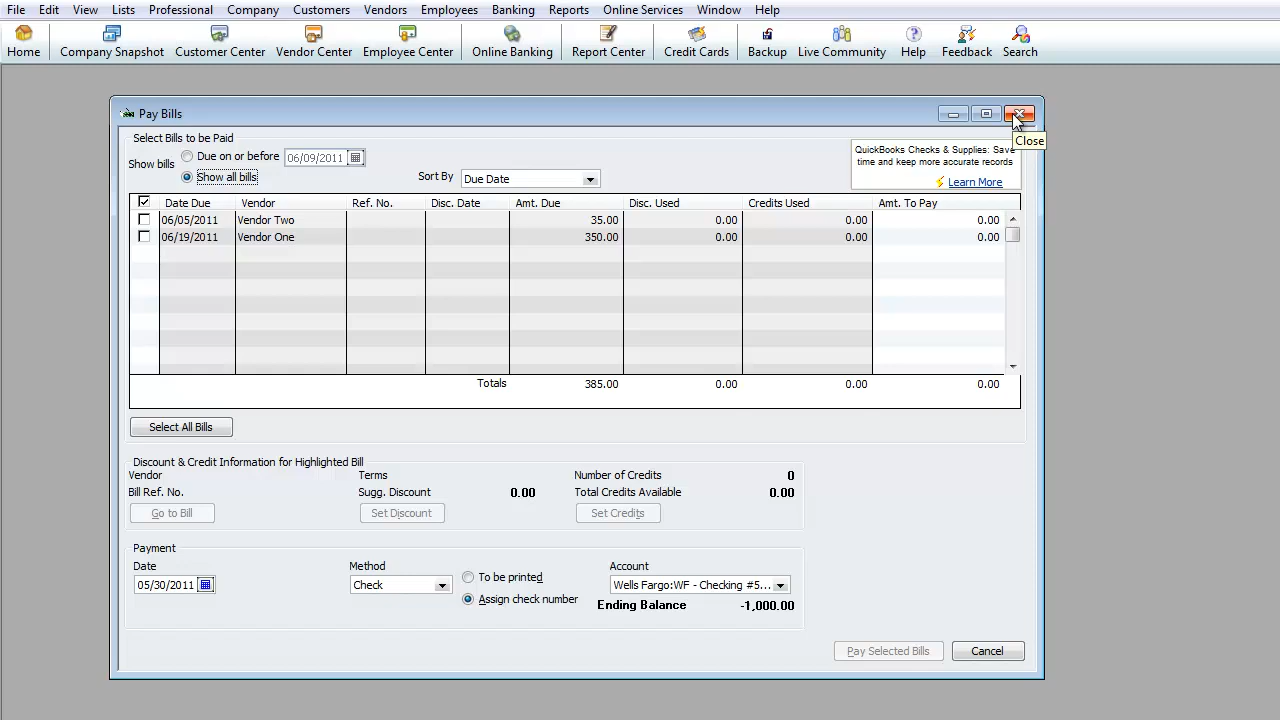 File Edit View Lists Professional Company Customers Vendors Employees Banking Reports Online Services Window Help
Home Company Snapshot Customer Center Vendor Center Employee Center Online Banking Report Center Credit Cards Backup Live Community Help Feedback Search
Pay Bills
Close
Select Bills to be Paid
Show bills
Due on or before 06/09/2011
Show all bills
Sort By Due Date
QuickBooks Checks & Supplies: Save
time and keep more accurate records
Learn More
Date Due Vendor Ref. No. Disc. Date Amt. Due Disc. Used Credits Used Amt. To Pay
06/05/2011 Vendor Two 35.00 0.00 0.00 0.00
06/19/2011 Vendor One 350.00 0.00 0.00 0.00
Totals 385.00 0.00 0.00 0.00
Select All Bills
Discount & Credit Information for Highlighted Bill
Vendor Terms Number of Credits 0
Bill Ref. No. Sugg. Discount 0.00 Total Credits Available 0.00
Go to Bill Set Discount Set Credits
Payment
Date Method Account
To be printed
05/30/2011 Check Wells Fargo:WF - Checking #5...
Assign check number
Ending Balance -1,000.00
Pay Selected Bills Cancel